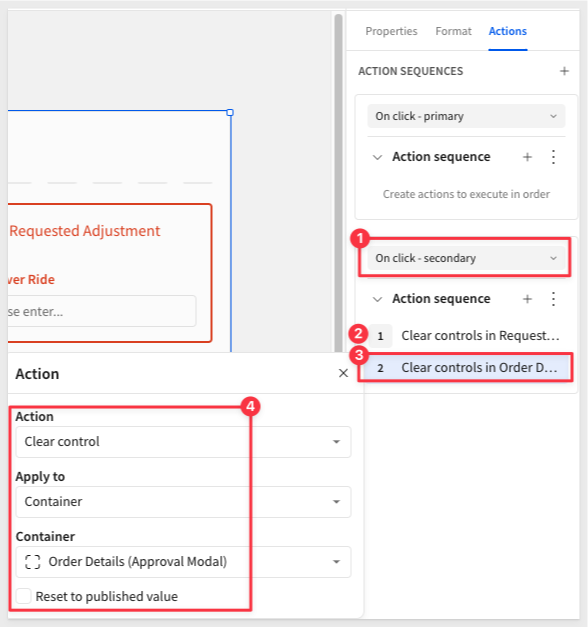 Properties Format Actions
ACTION SEQUENCES
On click - primary
Action sequence
Create actions to execute in order
1
On click - secondary
Action sequence
2 1 Clear controls in Request...
3
2 Clear controls in Order D...
Requested Adjustment
ver Ride
se enter...
Action
4
Action
Clear control
Apply to
Container
Container
Order Details (Approval Modal)
Reset to published value